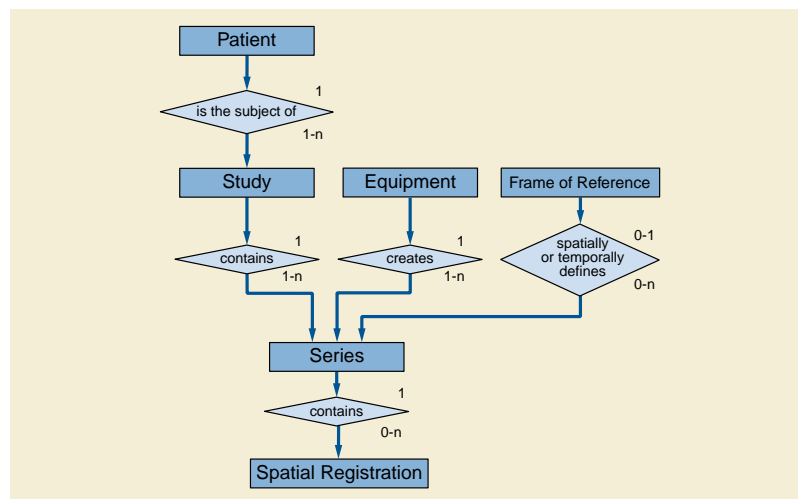 Patient
1
is the subject of
1-n
Study
Equipment
Frame of Reference
1
contains
1-n
1
creates
1-n
0-1
spatially
or temporally
defines
0-n
Series
1
contains
0-n
Spatial Registration